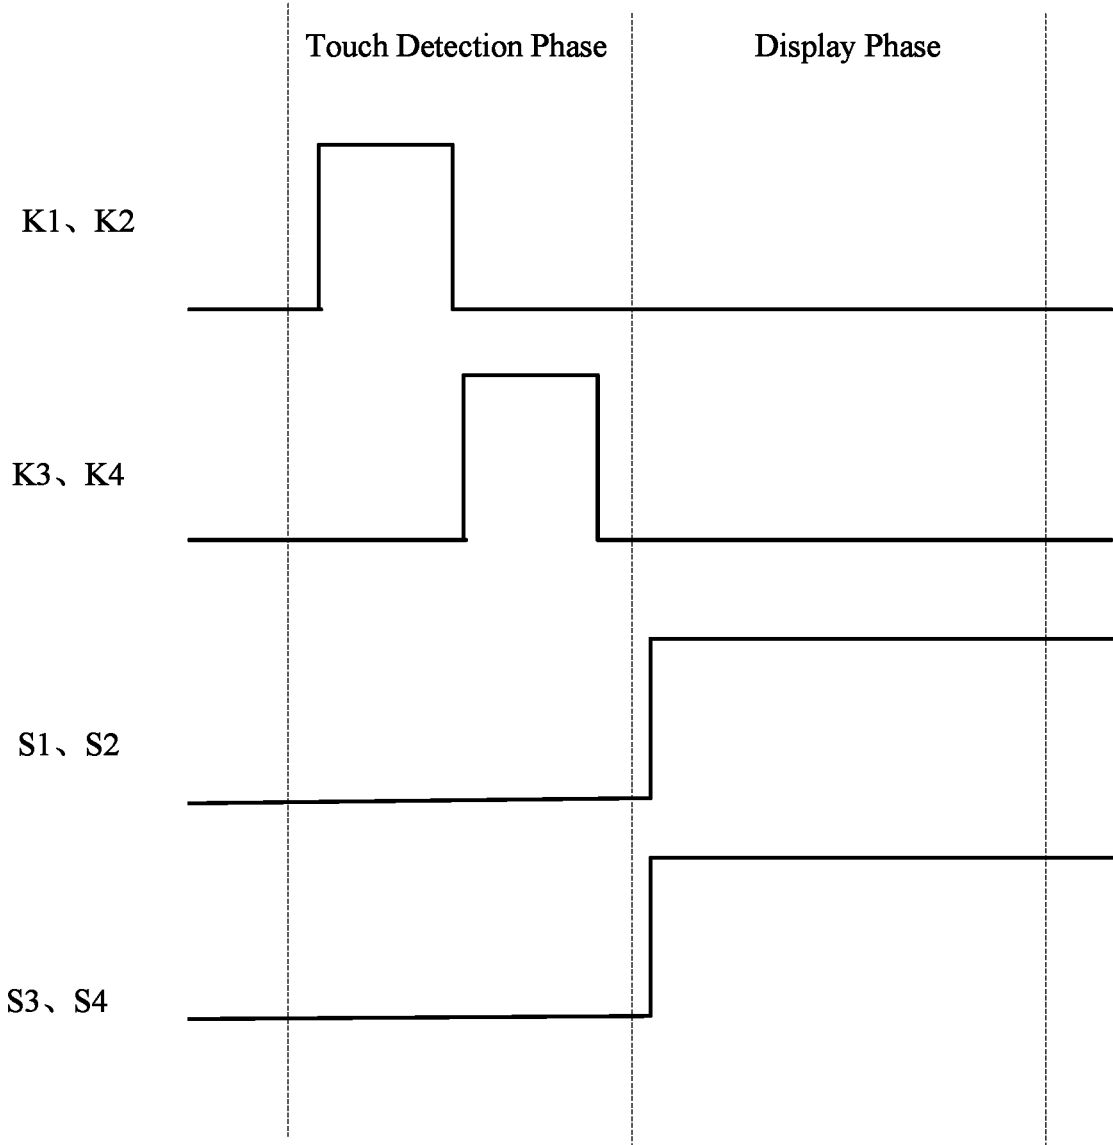 Touch Detection Phase
Display Phase
K1、K2
K3、K4
S1、S2
S3、S4